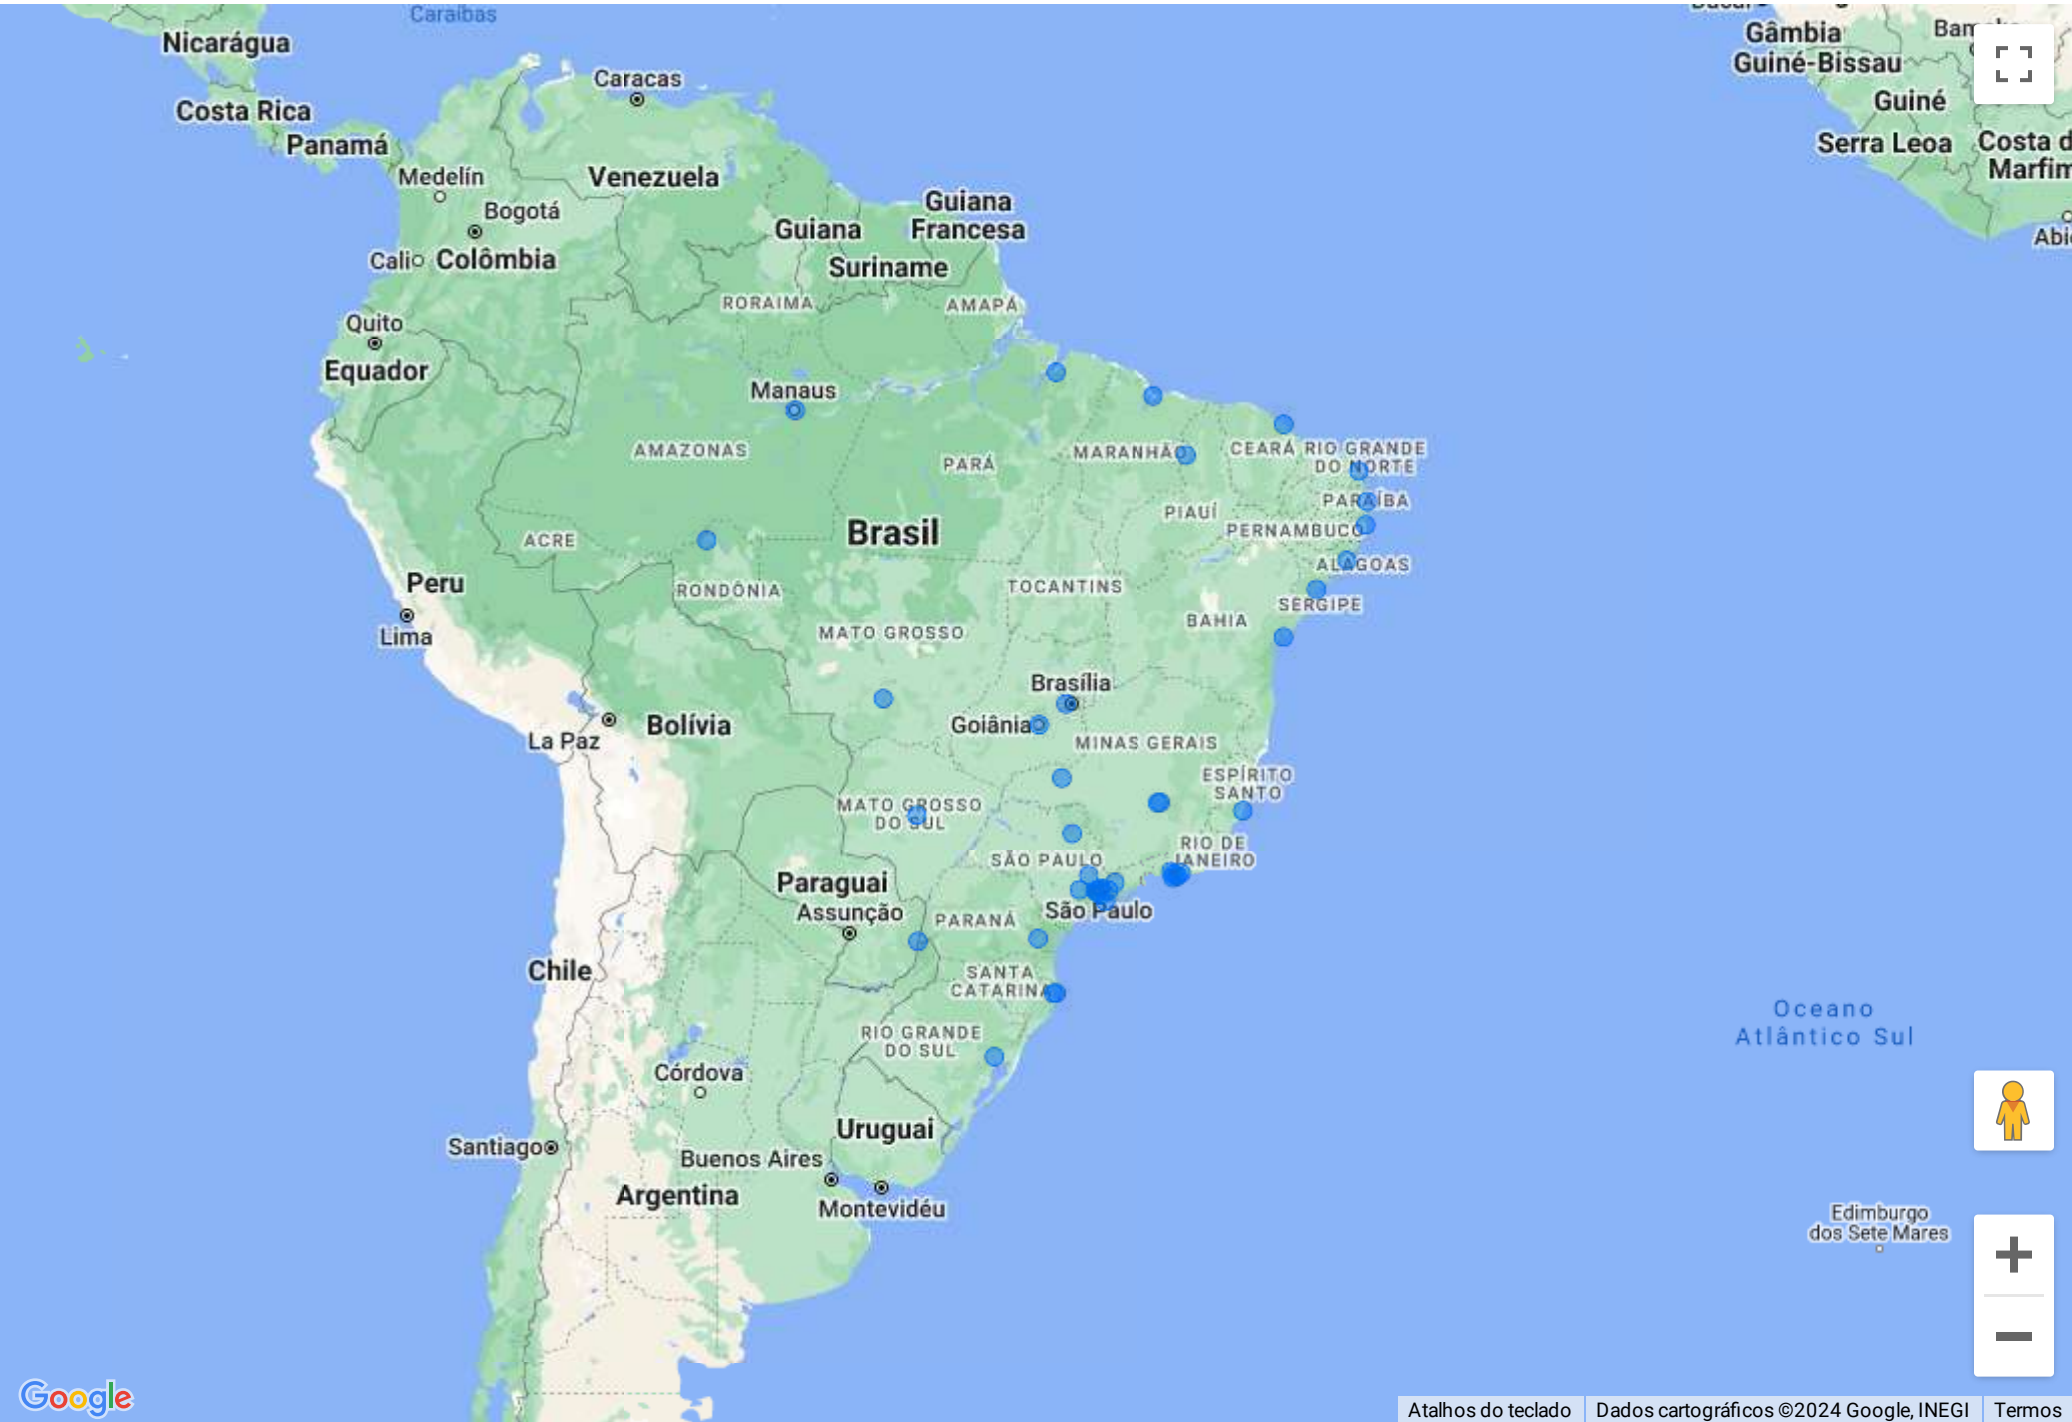 Caraíbas
Nicarágua
Gâmbia
Guiné-Bissau
Caracas
Costa Rica
Guiné
Panamá
Serra Leoa
Costa d
Marfim
Medelín
Venezuela
Bogotá
Guiana
Francesa
Guiana
Abi
Cali
Colômbia
Suriname
RORAIMA
AMAPÁ
Quito
Equador
Manaus
AMAZONAS
PARÁ
MARANHÃO
CEARÁ
RIO GRANDE
DO NORTE
PARAÍBA
PIAUÍ
PERNAMBUCO
Brasil
ACRE
ALAGOAS
Peru
RONDÔNIA
TOCANTINS
SERGIPE
Lima
MATO GROSSO
BAHIA
Brasília
Bolívia
Goiânia
La Paz
MINAS GERAIS
ESPÍRITO
SANTO
MATO GROSSO
DO SUL
RIO DE
JANEIRO
SÃO PAULO
Paraguai
Assunção
São Paulo
PARANÁ
Chile
SANTA
CATARINA
Oceano
Atlântico Sul
RIO GRANDE
DO SUL
Córdova
Uruguai
Santiago
Buenos Aires
Argentina
Montevidéu
Edimburgo
dos Sete Mares
Google
Atalhos do teclado
Dados cartográficos ©2024 Google, INEGI
Termos